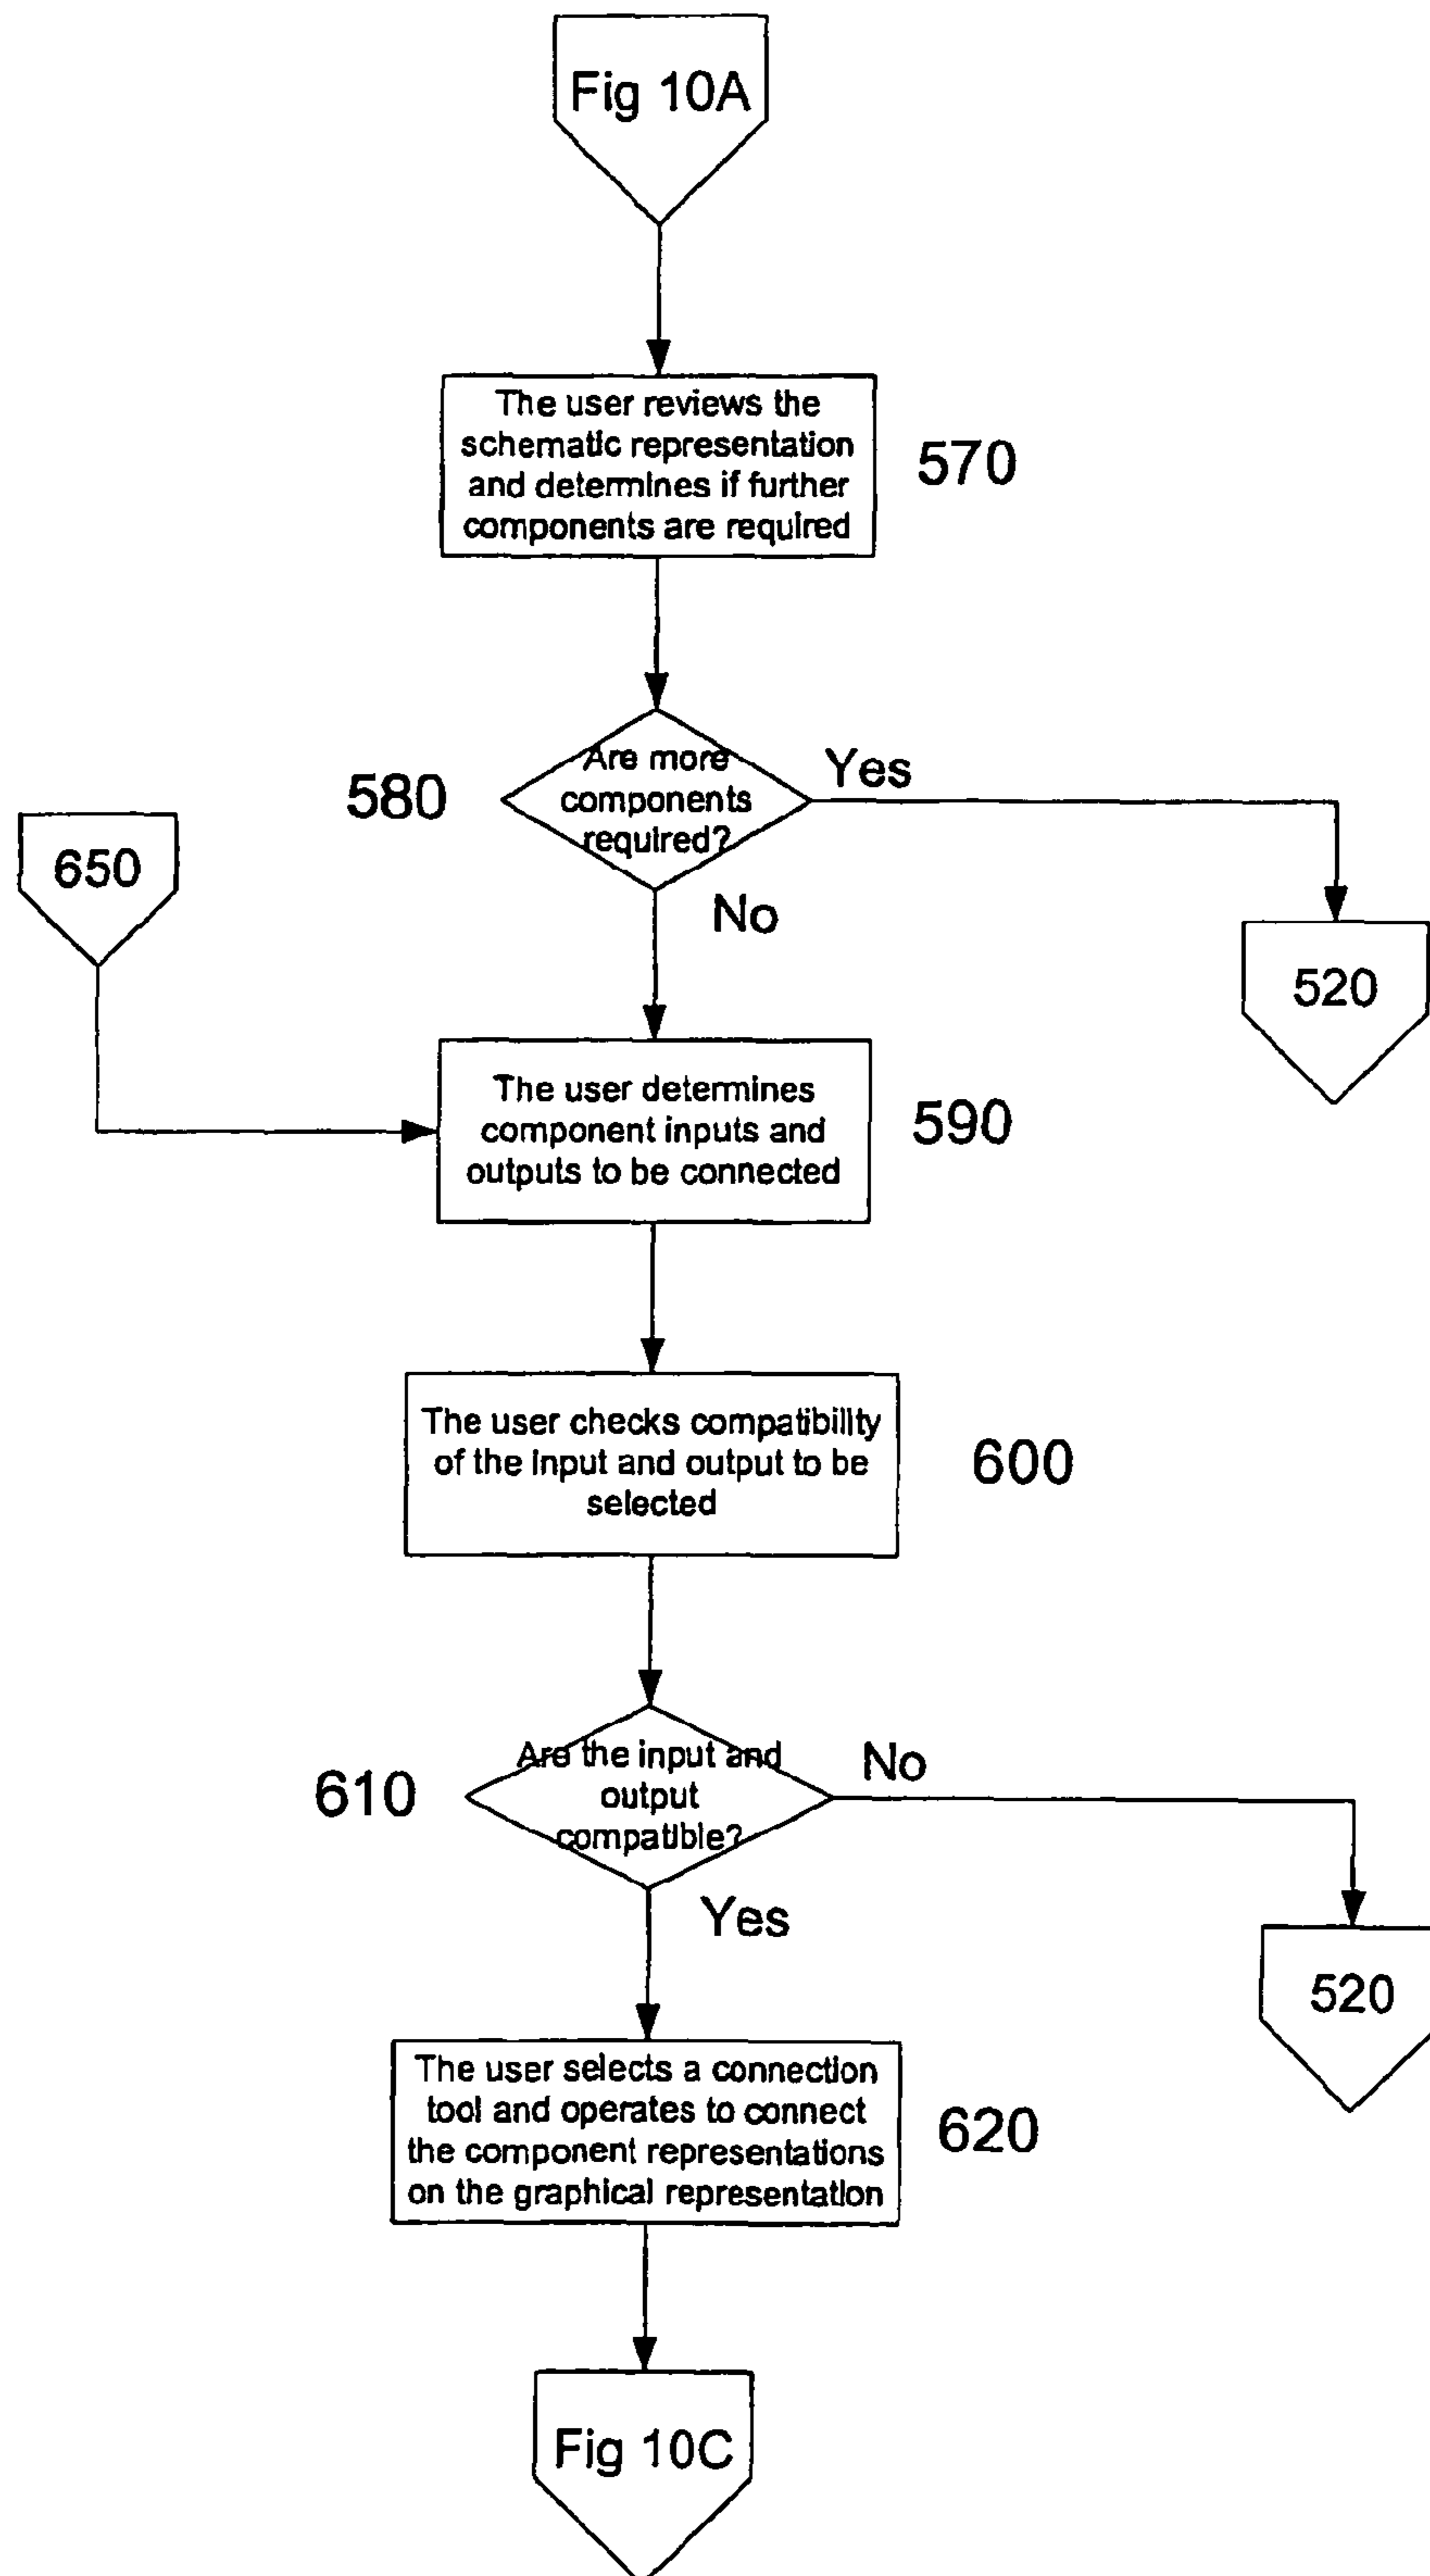 Fig 10A
The user reviews the
schematic representation
and determines if further
components are required
570
Are more
components
required?
580
Yes
No
650
520
The user determines
component inputs and
outputs to be connected
590
The user checks compatibility
of the input and output to be
selected
600
Are the input and
output
compatible?
610
No
Yes
520
The user selects a connection
tool and operates to connect
the component representations
on the graphical representation
620
Fig 10C